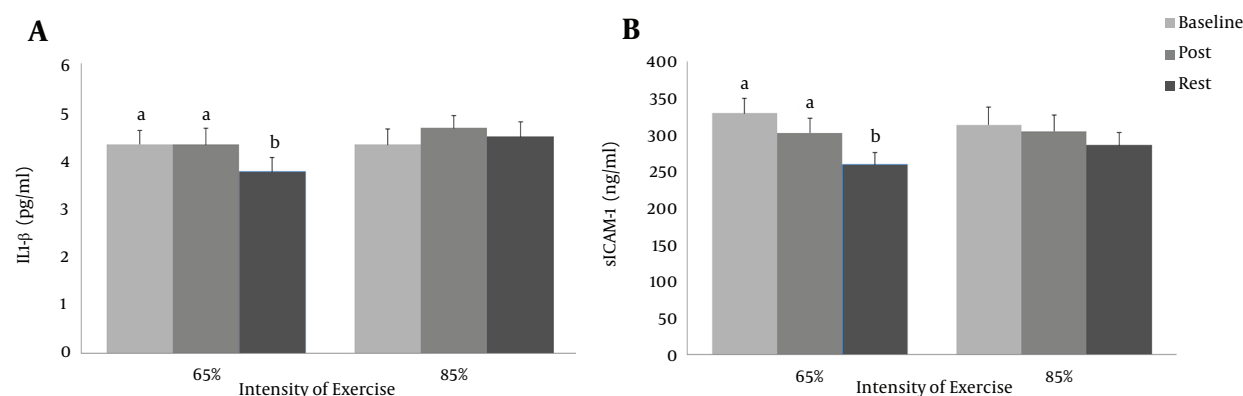 A
6
5
4
3
2
1
0
IL1-β (pg/ml)
a
a
b
65%
85%
Intensity of Exercise
B
400
350
300
250
200
150
100
50
0
sICAM-1 (ng/ml)
a
a
b
65%
85%
Intensity of Exercise
Baseline
Post
Rest